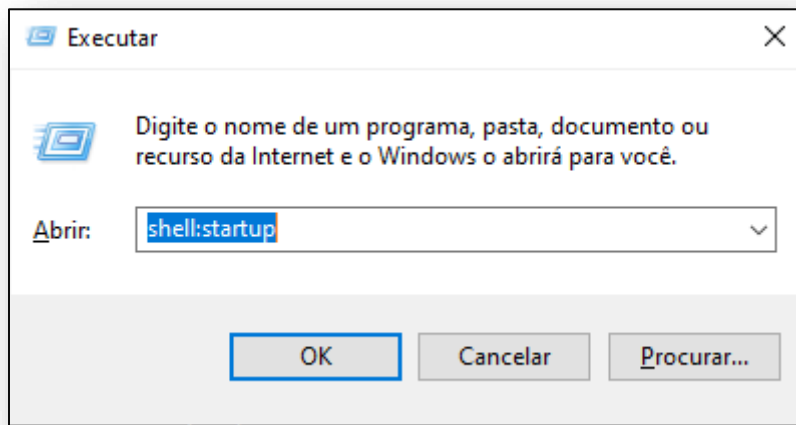 Executar
Digite o nome de um programa, pasta, documento ou
recurso da Internet e o Windows o abrirá para você.
Abrir: shell:startup
OK Cancelar Procurar...